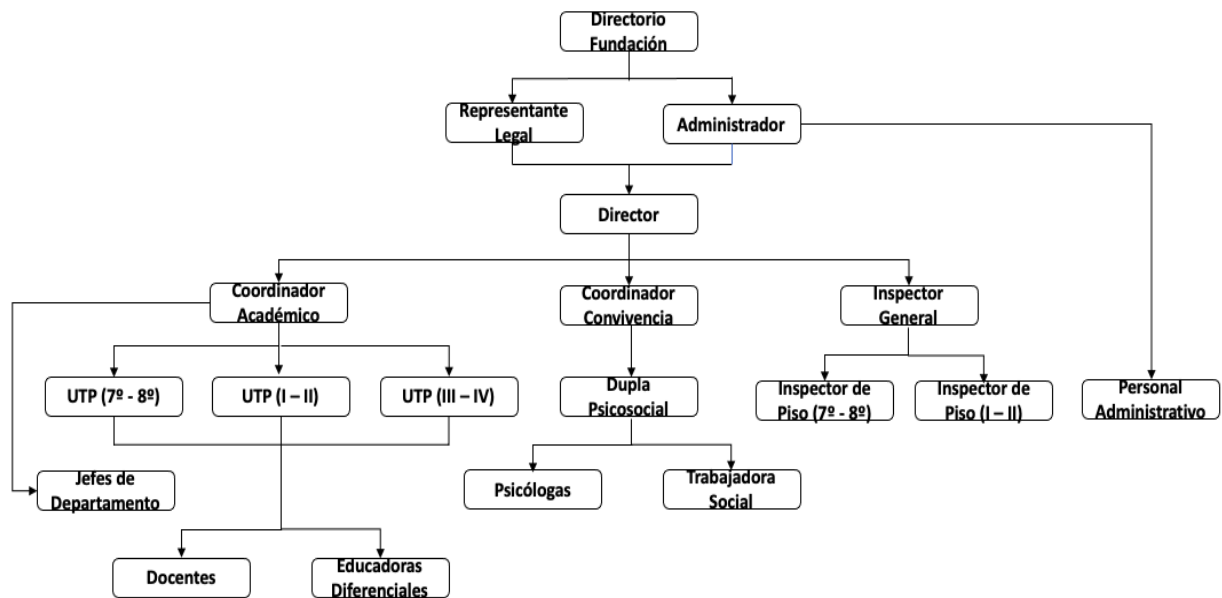 Directorio
Fundación
Representante
Legal
Administrador
Director
Coordinador
Académico
Coordinador
Convivencia
Inspector
General
UTP (7º - 8º)
UTP (I – II)
UTP (III – IV)
Dupla
Psicosocial
Inspector de
Piso (7º - 8º)
Inspector de
Piso (I – II)
Personal
Administrativo
Jefes de
Departamento
Psicólogas
Trabajadora
Social
Docentes
Educadoras
Diferenciales